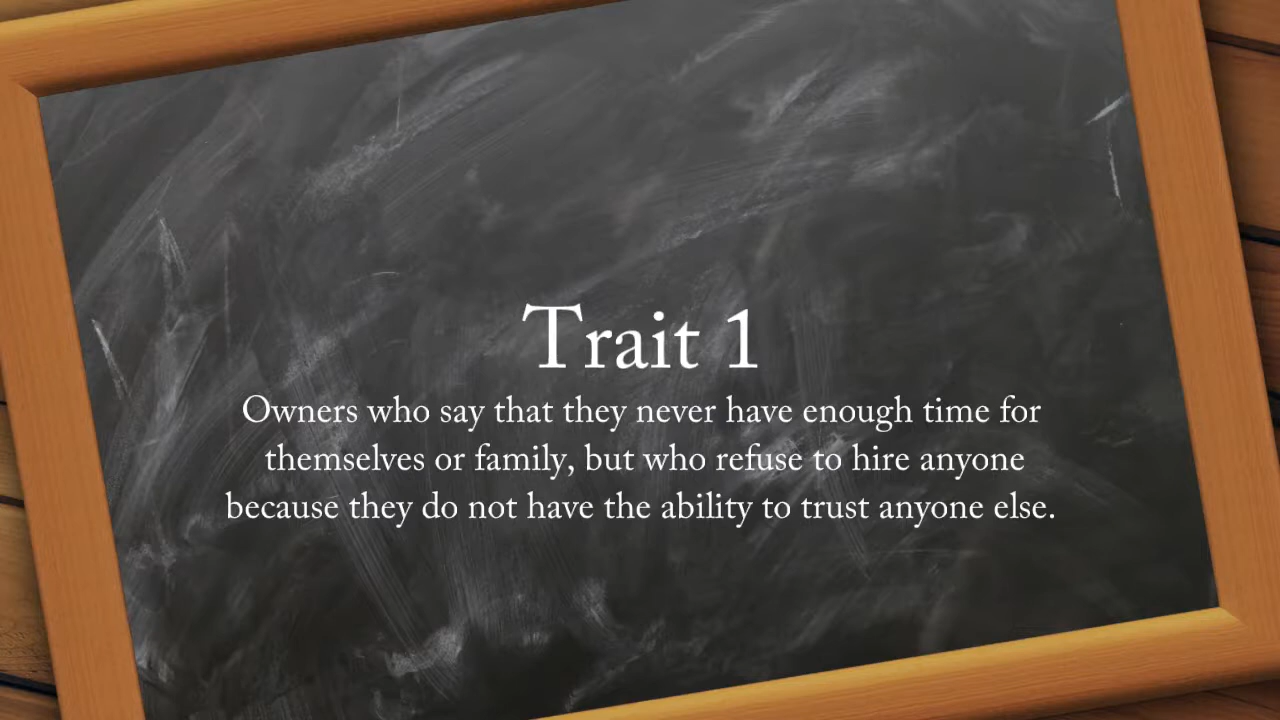 Trait 1
Owners who say that they never have enough time for
themselves or family, but who refuse to hire anyone
because they do not have the ability to trust anyone else.